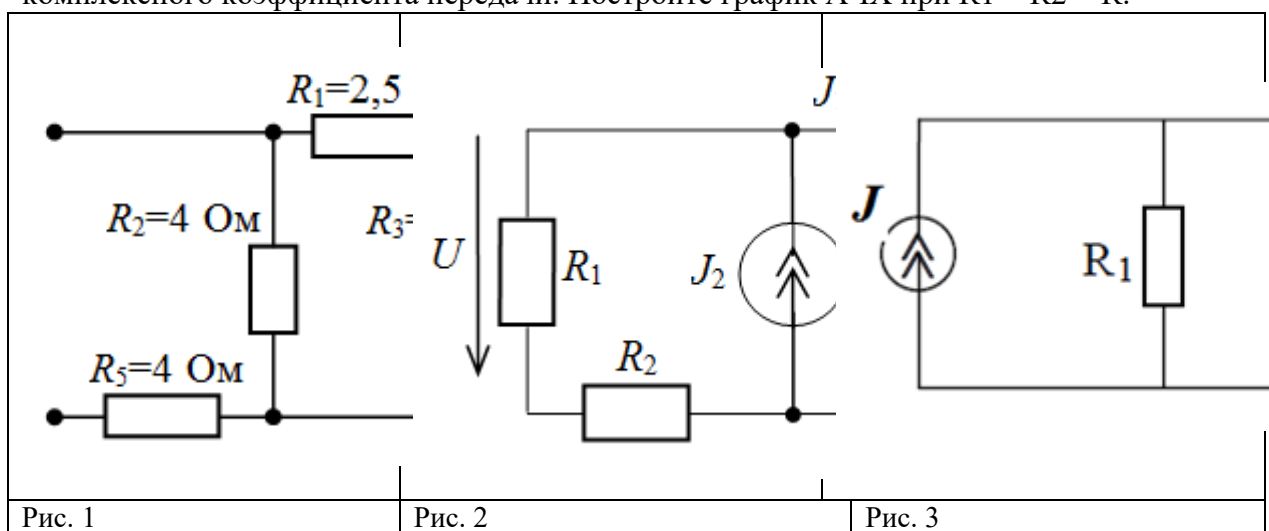 комплексного коэффициента передачи. Постройте график АЧХ при R1 = R2 = R.
R₁=2,5
R₂=4 Ом
R₃=
R₅=4 Ом
U
R₁
R₂
J₂
J
J
R₁
Рис. 1
Рис. 2
Рис. 3